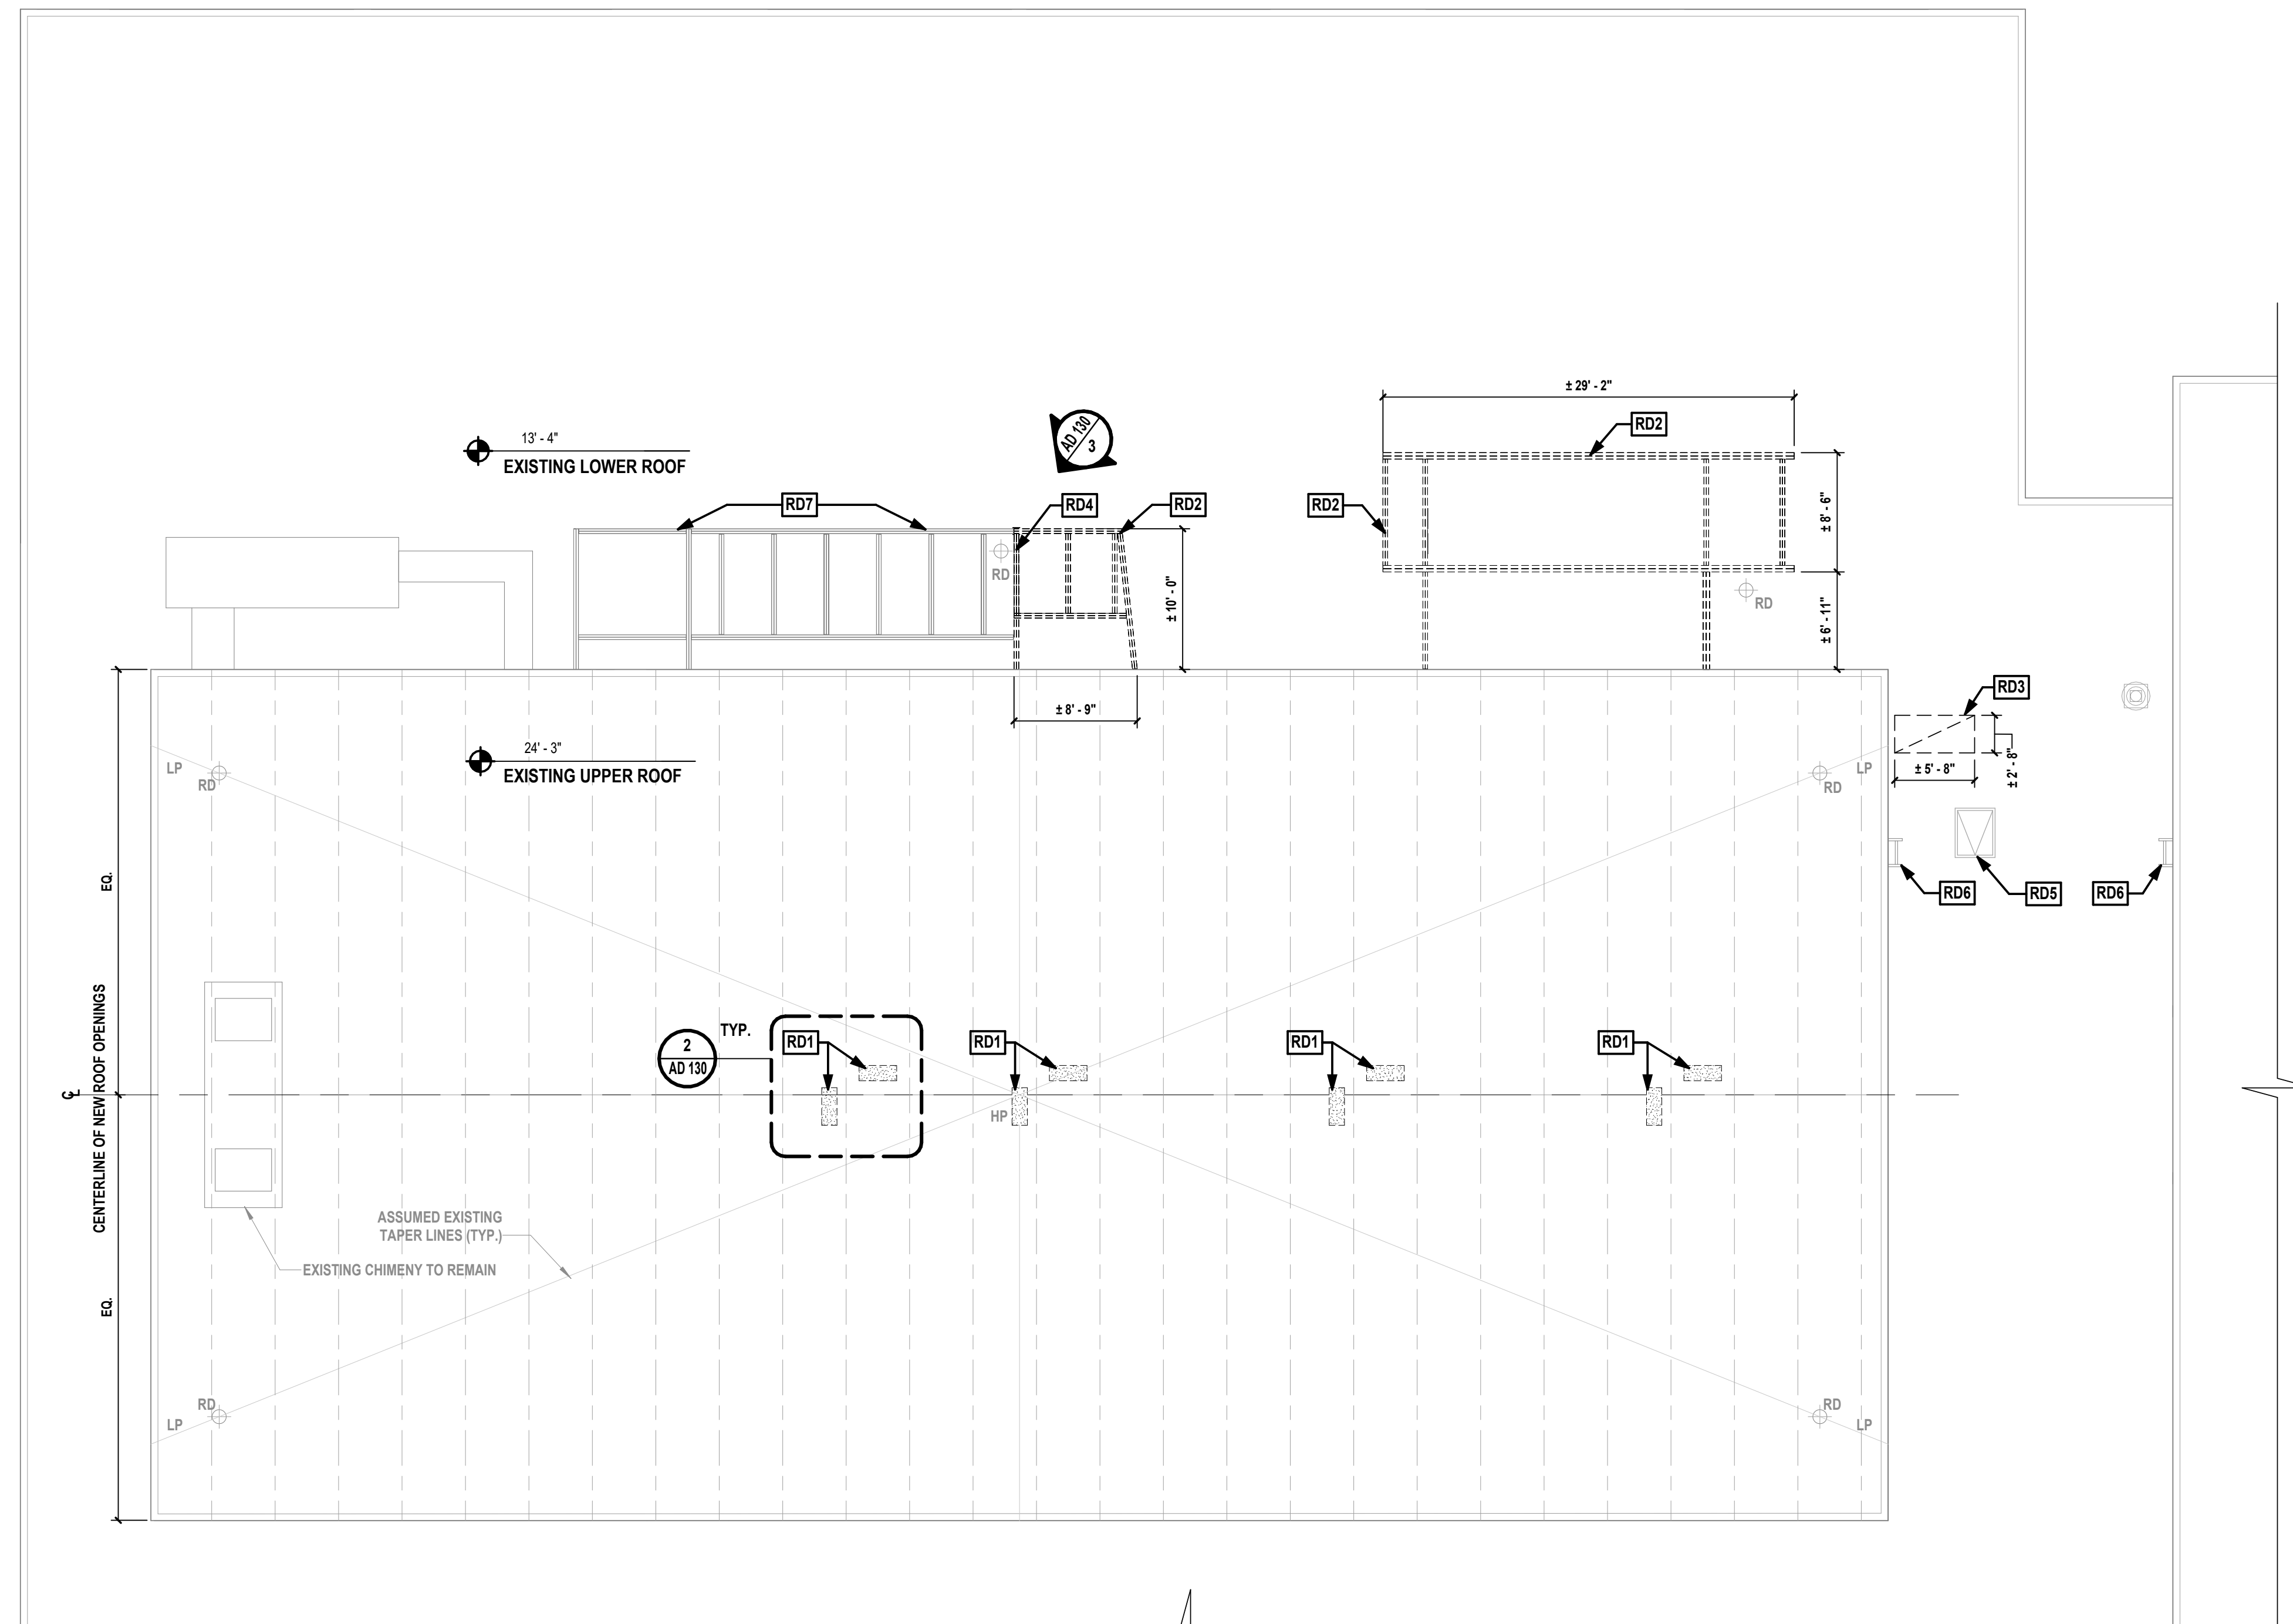 ± 29' - 2"
RD2
13' - 4"
EXISTING LOWER ROOF
AD 130
3
RD7
RD4
RD2
RD2
± 8' - 6"
RD
± 10' - 0"
RD
± 6' - 11"
RD3
± 8' - 9"
24' - 3"
EXISTING UPPER ROOF
LP
RD
RD
LP
± 5' - 8"
± 2' - 8"
EQ.
RD6
RD5
RD6
CL
CENTERLINE OF NEW ROOF OPENINGS
2
AD 130
TYP.
RD1
RD1
RD1
RD1
HP
ASSUMED EXISTING
TAPER LINES (TYP.)
EXISTING CHIMENY TO REMAIN
EQ.
RD
LP
RD
LP